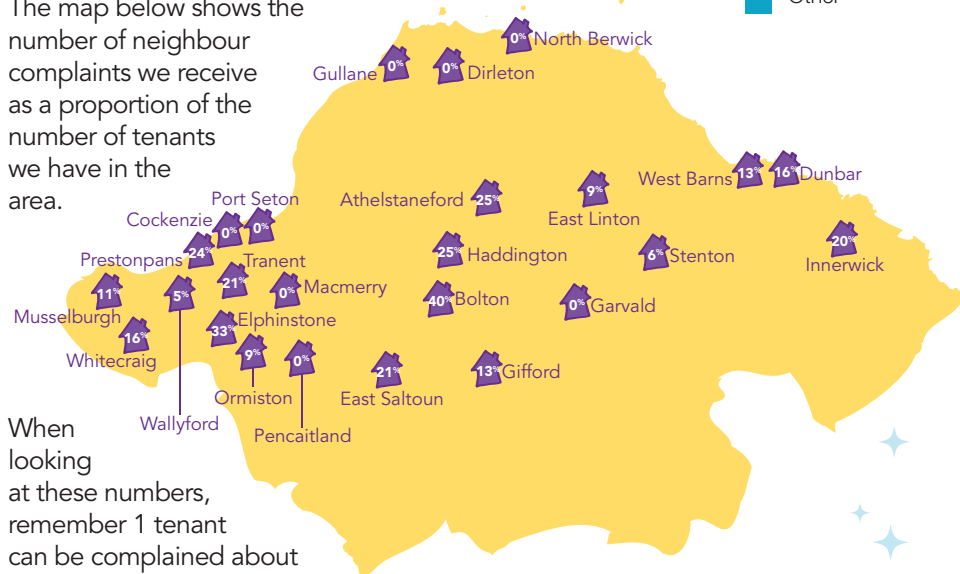 The map below shows the
number of neighbour
complaints we receive
as a proportion of the
number of tenants
we have in the
area.
Other
0% North Berwick
Gullane 0%
0% Dirleton
West Barns 13%
16% Dunbar
Athelstaneford 25%
9%
East Linton
Port Seton
0%
Cockenzie
0%
Prestonpans 24%
25% Haddington
6% Stenton
20%
Innerwick
Tranent
21%
0% Macmerry
11%
Musselburgh
5%
Wallyford
40% Bolton
0% Garvald
16%
Whitecraig
33% Elphinstone
9%
Ormiston
0%
Pencaitland
21%
East Saltoun
13% Gifford
When
looking
at these numbers,
remember 1 tenant
can be complained about